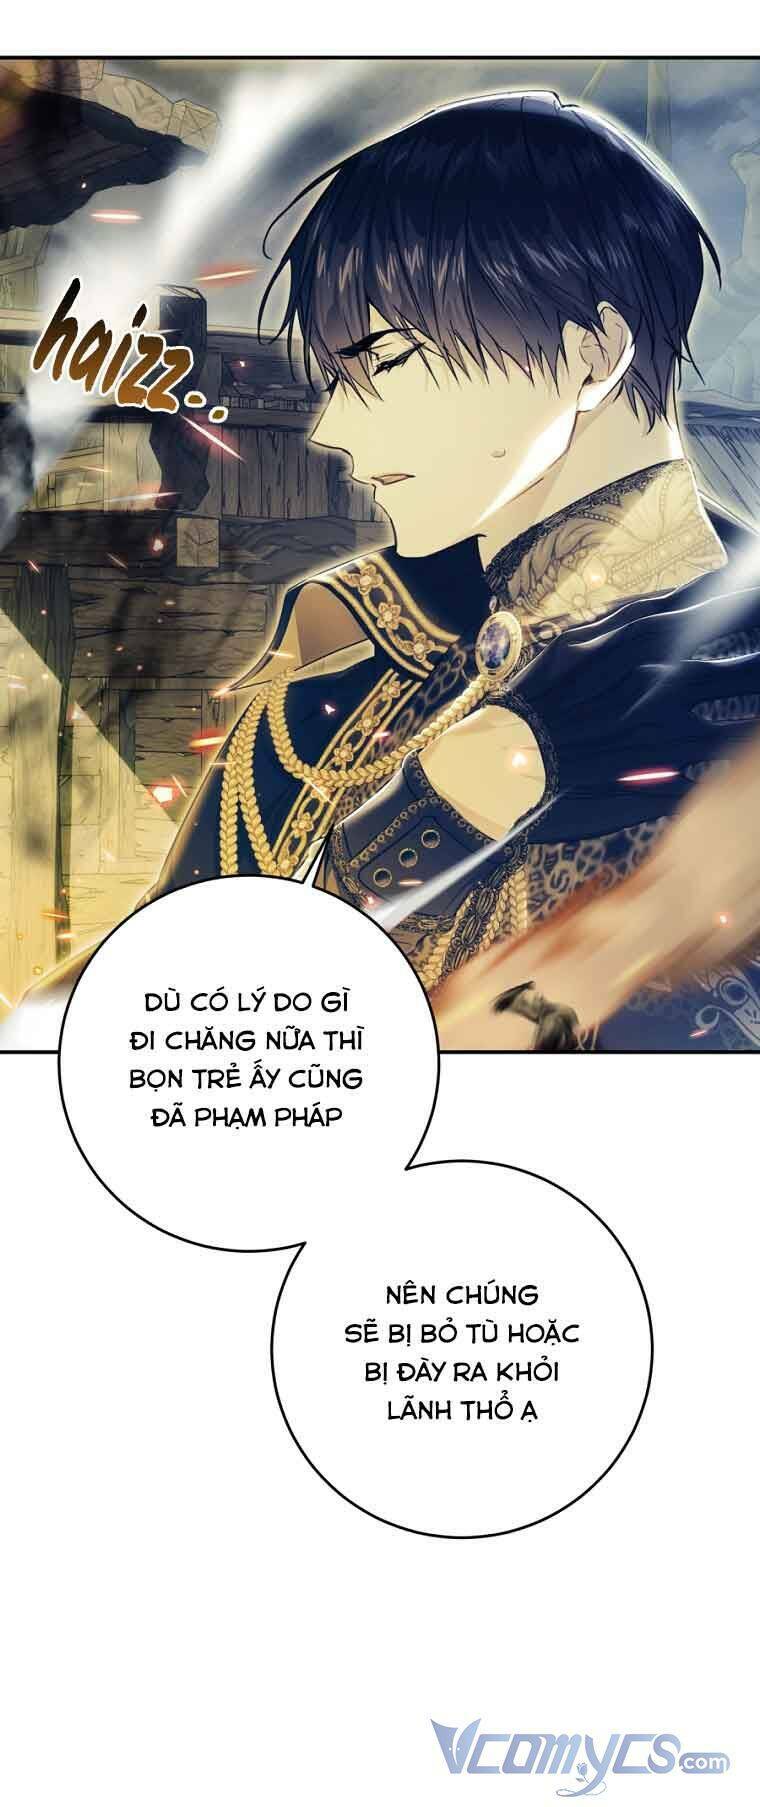 haizz..
DÙ CÓ LÝ DO GÌ
ĐI CHĂNG NỮA THÌ
BỌN TRẺ ẤY CŨNG
ĐÃ PHẠM PHÁP
NÊN CHÚNG
SẼ BỊ BỎ TÙ HOẶC
BỊ ĐÀY RA KHỎI
LÃNH THỔ Ạ
VCOMYCS.com